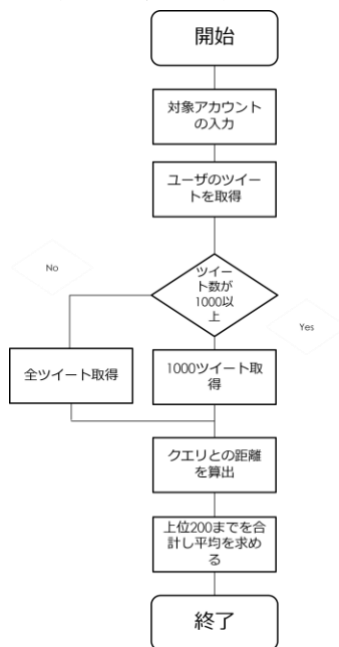 開始
対象アカウント
の入力
ユーザのツイー
トを取得
No
ツイー
ト数が
1000以
上
Yes
全ツイート取得
1000ツイート取
得
クエリとの距離
を算出
上位200までを合
計し平均を求め
る
終了